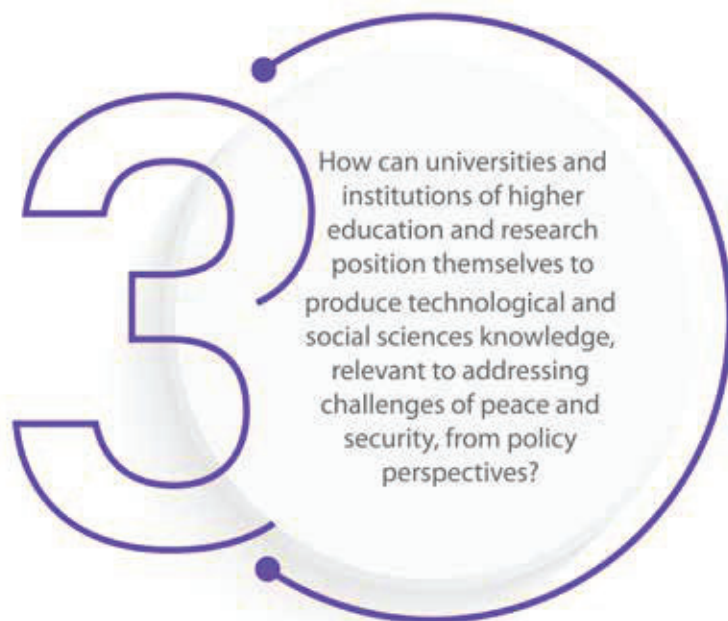 3
How can universities and
institutions of higher
education and research
position themselves to
produce technological and
social sciences knowledge,
relevant to addressing
challenges of peace and
security, from policy
perspectives?